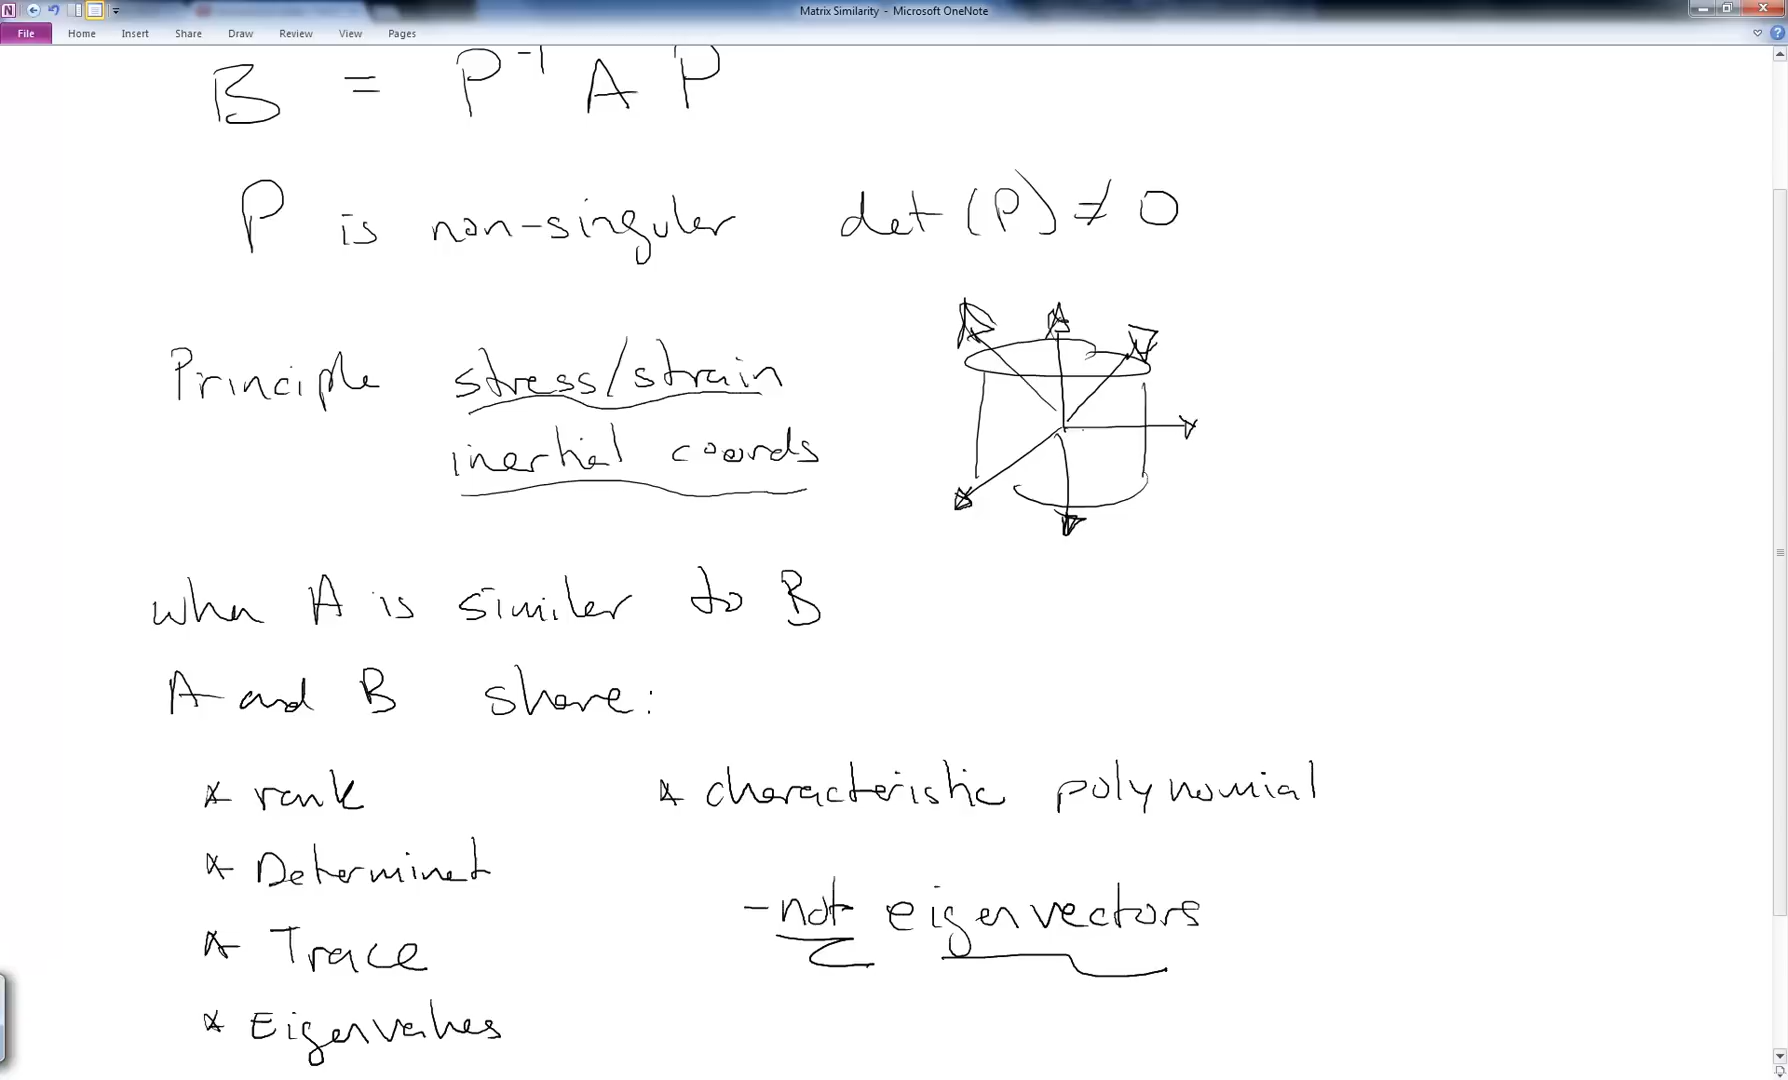 Matrix Similarity - Microsoft OneNote
File Home Insert Share Draw Review View Pages
B = P⁻¹ A P
P is non-singuler det (P) ≠ 0
Principle stress/strain
inertial coords
when A is similer to B
A and B share:
* rank * characteristic polynomial
* Determinet
- not eigenvectors
* Trace
* Eigenvalues